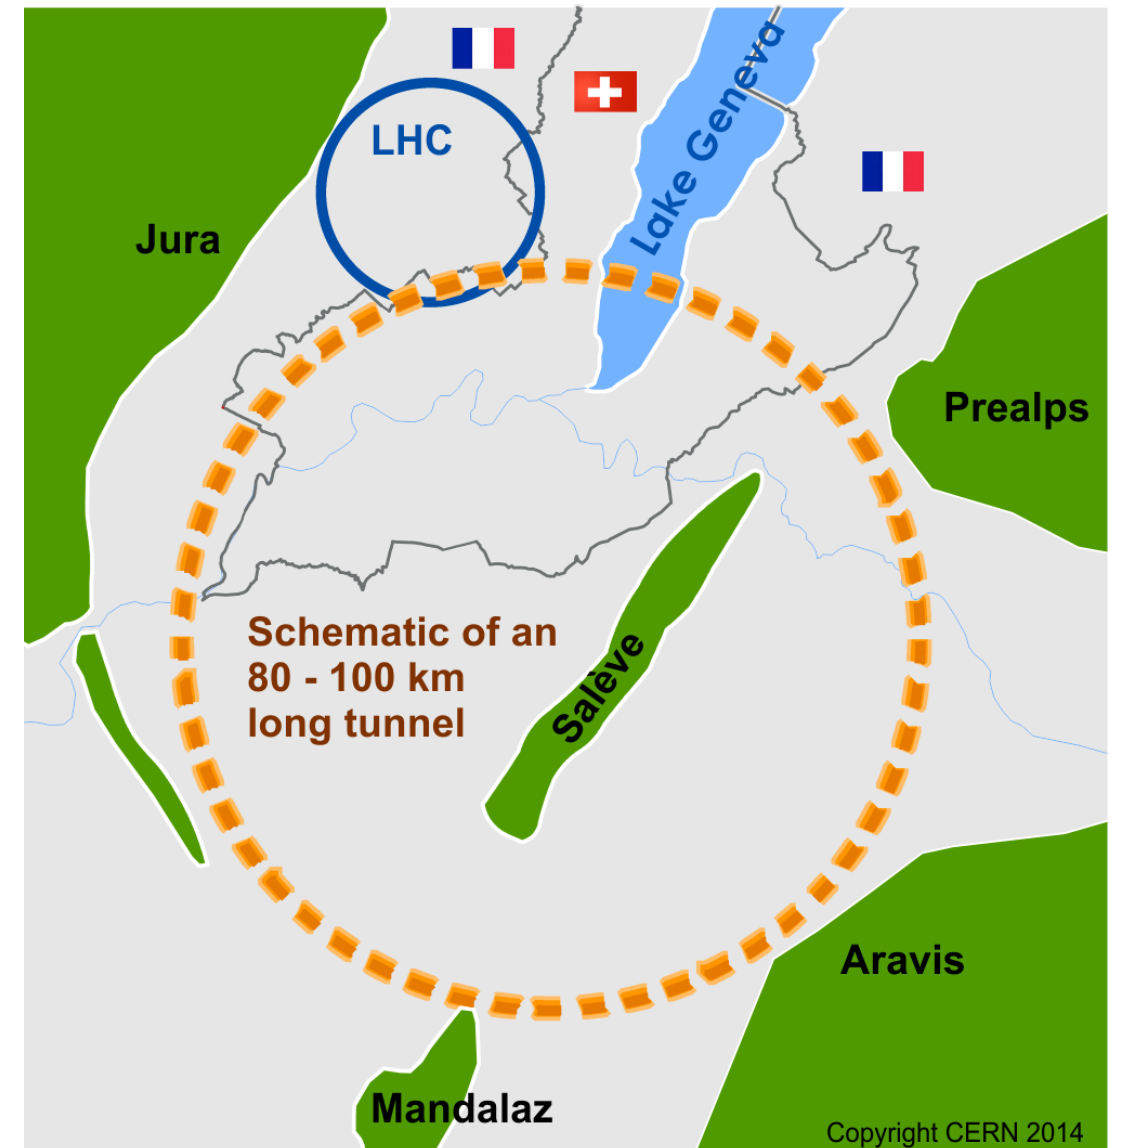 LHC
Lake Geneva
Jura
Prealps
Schematic of an
80 - 100 km
long tunnel
Salève
Aravis
Mandalaz
Copyright CERN 2014